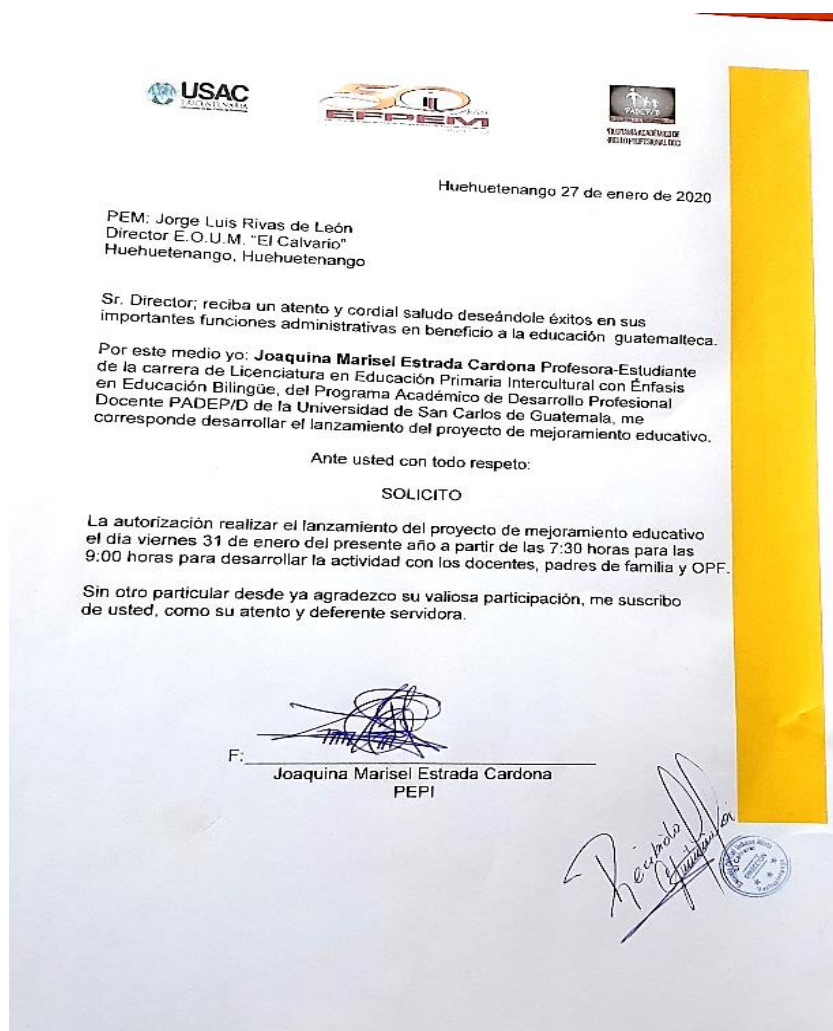 USAC
TRICENTENARIA
50 Años
EFPEM
PADEP/D
Huehuetenango 27 de enero de 2020
PEM: Jorge Luis Rivas de León
Director E.O.U.M. “El Calvario”
Huehuetenango, Huehuetenango
Sr. Director; reciba un atento y cordial saludo deseándole éxitos en sus
importantes funciones administrativas en beneficio a la educación guatemalteca.
Por este medio yo: Joaquina Marisel Estrada Cardona Profesora-Estudiante
de la carrera de Licenciatura en Educación Primaria Intercultural con Énfasis
en Educación Bilingüe, del Programa Académico de Desarrollo Profesional
Docente PADEP/D de la Universidad de San Carlos de Guatemala, me
corresponde desarrollar el lanzamiento del proyecto de mejoramiento educativo.
Ante usted con todo respeto:
SOLICITO
La autorización realizar el lanzamiento del proyecto de mejoramiento educativo
el día viernes 31 de enero del presente año a partir de las 7:30 horas para las
9:00 horas para desarrollar la actividad con los docentes, padres de familia y OPF.
Sin otro particular desde ya agradezco su valiosa participación, me suscribo
de usted, como su atento y deferente servidora.
F:
Joaquina Marisel Estrada Cardona
PEPI
Recibido